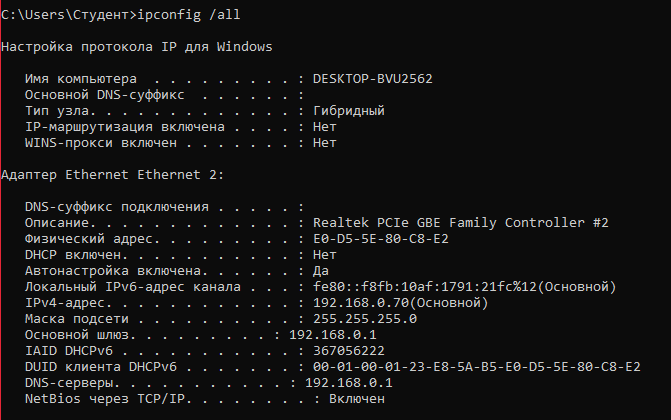 C:\Users\Студент>ipconfig /all
Настройка протокола IP для Windows
Имя компьютера . . . . . . . . . : DESKTOP-BVU2562
Основной DNS-суффикс . . . . . . :
Тип узла. . . . . . . . . . . . . : Гибридный
IP-маршрутизация включена . . . . : Нет
WINS-прокси включен . . . . . . . : Нет
Адаптер Ethernet Ethernet 2:
DNS-суффикс подключения . . . . . :
Описание. . . . . . . . . . . . . : Realtek PCIe GBE Family Controller #2
Физический адрес. . . . . . . . . : E0-D5-5E-80-C8-E2
DHCP включен. . . . . . . . . . . : Нет
Автонастройка включена. . . . . . : Да
Локальный IPv6-адрес канала . . . : fe80::f8fb:10af:1791:21fc%12(Основной)
IPv4-адрес. . . . . . . . . . . . : 192.168.0.70(Основной)
Маска подсети . . . . . . . . . . : 255.255.255.0
Основной шлюз. . . . . . . . . : 192.168.0.1
IAID DHCPv6 . . . . . . . . . . . : 367056222
DUID клиента DHCPv6 . . . . . . . : 00-01-00-01-23-E8-5A-B5-E0-D5-5E-80-C8-E2
DNS-серверы. . . . . . . . . . . : 192.168.0.1
NetBios через TCP/IP. . . . . . . . : Включен